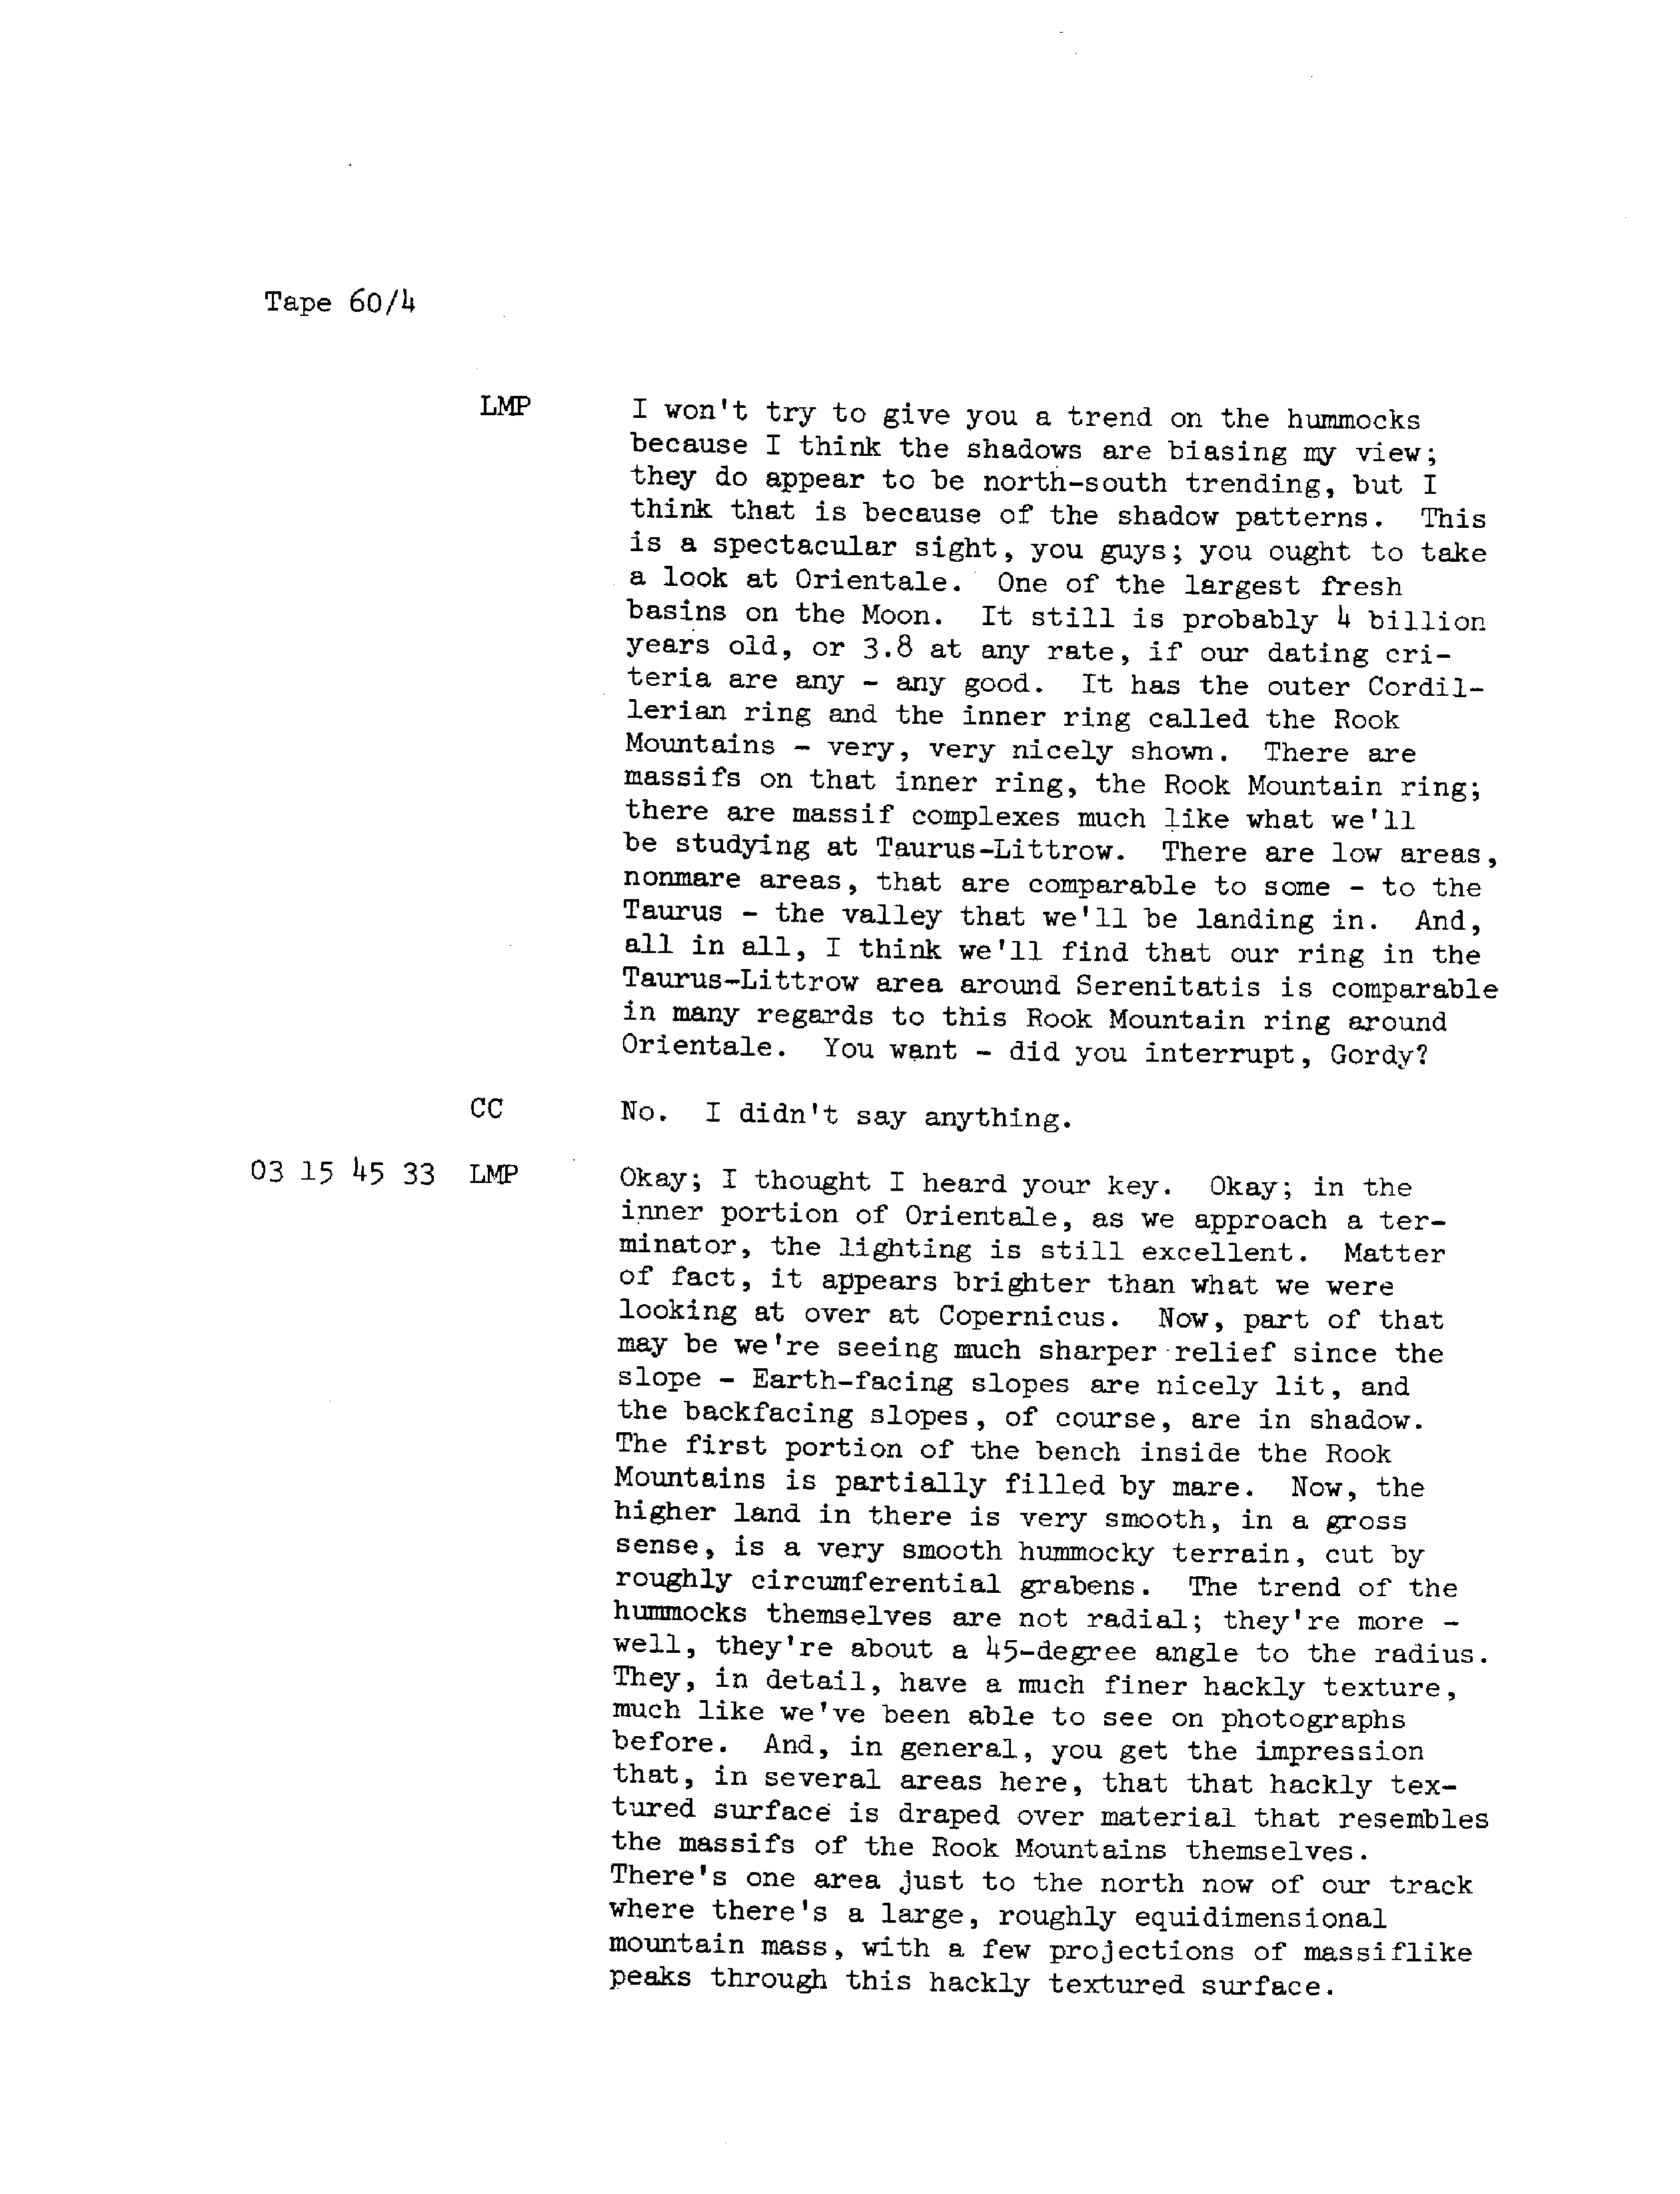 Tape 60/4
LMP I won't try to give you a trend on the hummocks
because I think the shadows are biasing my view;
they do appear to be north-south trending, but I
think that is because of the shadow patterns. This
is a spectacular sight, you guys; you ought to take
a look at Orientale. One of the largest fresh
basins on the Moon. It still is probably 4 billion
years old, or 3.8 at any rate, if our dating cri-
teria are any - any good. It has the outer Cordil-
lerian ring and the inner ring called the Rook
Mountains - very, very nicely shown. There are
massifs on that inner ring, the Rook Mountain ring;
there are massif complexes much like what we'll
be studying at Taurus-Littrow. There are low areas,
nonmare areas, that are comparable to some - to the
Taurus - the valley that we'll be landing in. And,
all in all, I think we'll find that our ring in the
Taurus-Littrow area around Serenitatis is comparable
in many regards to this Rook Mountain ring around
Orientale. You want - did you interrupt, Gordy?
CC No. I didn't say anything.
03 15 45 33 LMP Okay; I thought I heard your key. Okay; in the
inner portion of Orientale, as we approach a ter-
minator, the lighting is still excellent. Matter
of fact, it appears brighter than what we were
looking at over at Copernicus. Now, part of that
may be we're seeing much sharper relief since the
slope - Earth-facing slopes are nicely lit, and
the backfacing slopes, of course, are in shadow.
The first portion of the bench inside the Rook
Mountains is partially filled by mare. Now, the
higher land in there is very smooth, in a gross
sense, is a very smooth hummocky terrain, cut by
roughly circumferential grabens. The trend of the
hummocks themselves are not radial; they're more -
well, they're about a 45-degree angle to the radius.
They, in detail, have a much finer hackly texture,
much like we've been able to see on photographs
before. And, in general, you get the impression
that, in several areas here, that that hackly tex-
tured surface is draped over material that resembles
the massifs of the Rook Mountains themselves.
There's one area just to the north now of our track
where there's a large, roughly equidimensional
mountain mass, with a few projections of massiflike
peaks through this hackly textured surface.